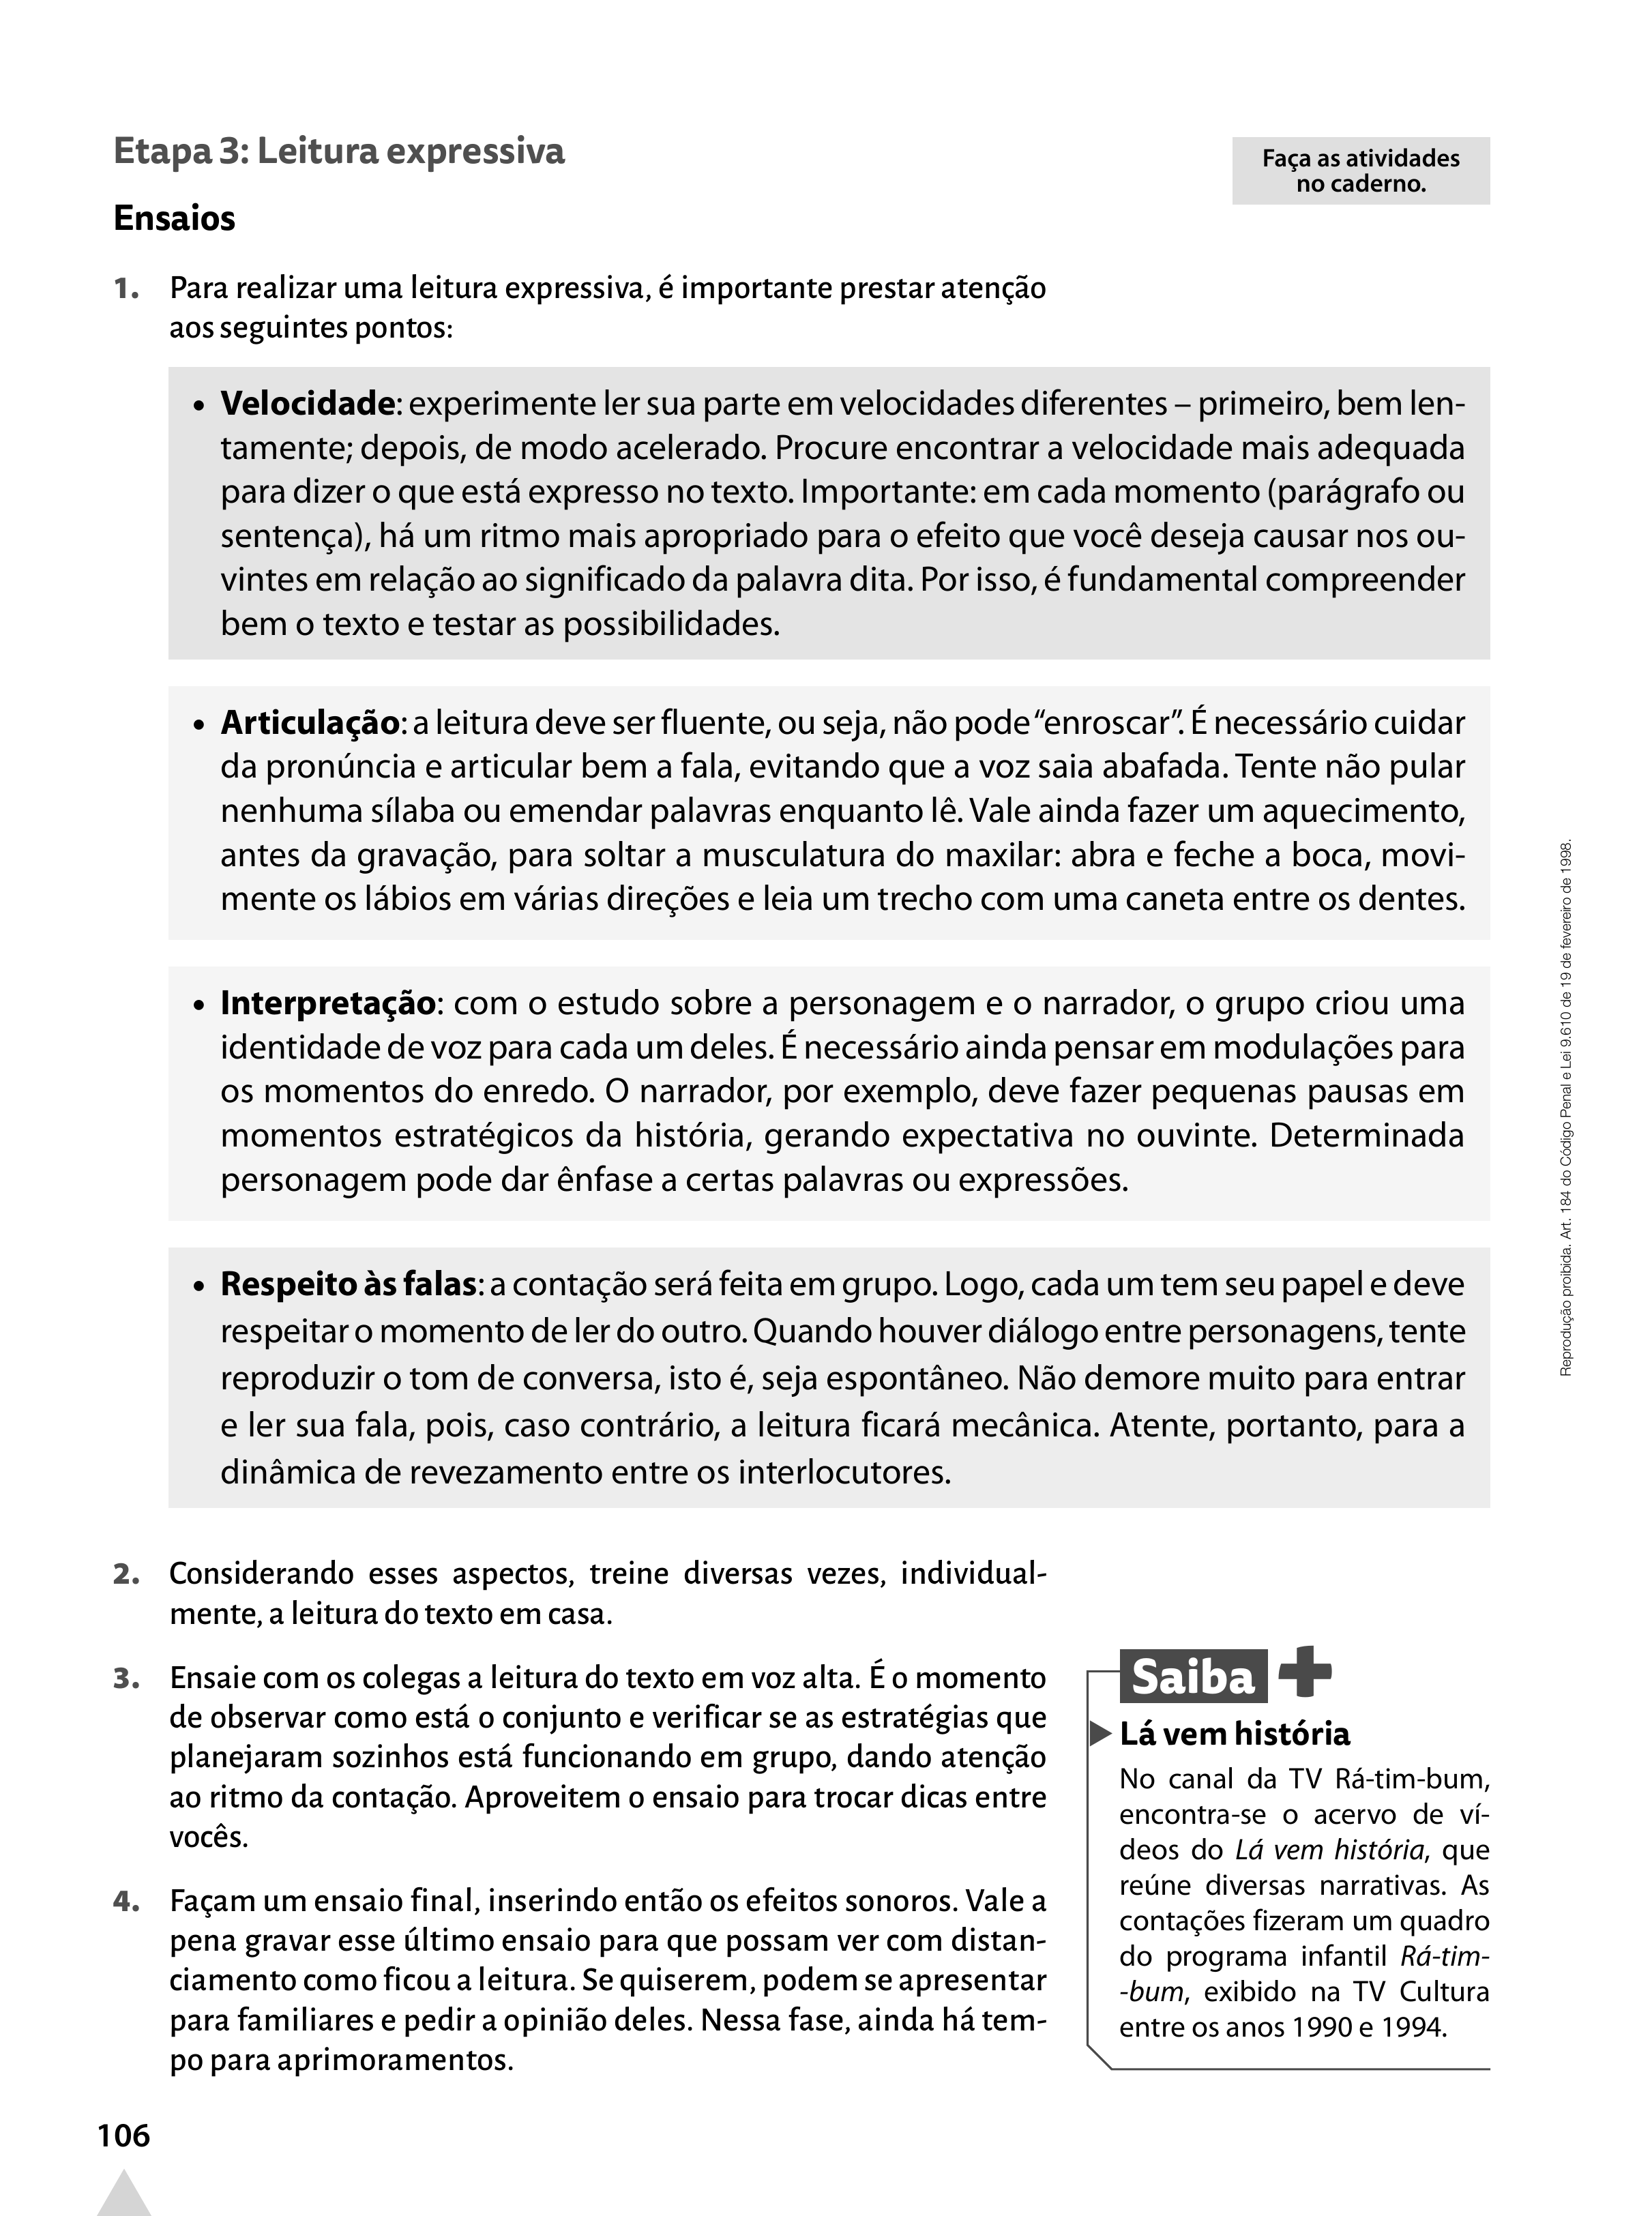 Etapa 3: Leitura expressiva
Faça as atividades
no caderno.
Ensaios
1. Para realizar uma leitura expressiva, é importante prestar atenção
aos seguintes pontos:
• Velocidade: experimente ler sua parte em velocidades diferentes – primeiro, bem len-
tamente; depois, de modo acelerado. Procure encontrar a velocidade mais adequada
para dizer o que está expresso no texto. Importante: em cada momento (parágrafo ou
sentença), há um ritmo mais apropriado para o efeito que você deseja causar nos ou-
vintes em relação ao significado da palavra dita. Por isso, é fundamental compreender
bem o texto e testar as possibilidades.
• Articulação: a leitura deve ser fluente, ou seja, não pode “enroscar”. É necessário cuidar
da pronúncia e articular bem a fala, evitando que a voz saia abafada. Tente não pular
nenhuma sílaba ou emendar palavras enquanto lê. Vale ainda fazer um aquecimento,
antes da gravação, para soltar a musculatura do maxilar: abra e feche a boca, movi-
mente os lábios em várias direções e leia um trecho com uma caneta entre os dentes.
• Interpretação: com o estudo sobre a personagem e o narrador, o grupo criou uma
identidade de voz para cada um deles. É necessário ainda pensar em modulações para
os momentos do enredo. O narrador, por exemplo, deve fazer pequenas pausas em
momentos estratégicos da história, gerando expectativa no ouvinte. Determinada
personagem pode dar ênfase a certas palavras ou expressões.
• Respeito às falas: a contação será feita em grupo. Logo, cada um tem seu papel e deve
respeitar o momento de ler do outro. Quando houver diálogo entre personagens, tente
reproduzir o tom de conversa, isto é, seja espontâneo. Não demore muito para entrar
e ler sua fala, pois, caso contrário, a leitura ficará mecânica. Atente, portanto, para a
dinâmica de revezamento entre os interlocutores.
2. Considerando esses aspectos, treine diversas vezes, individual-
mente, a leitura do texto em casa.
3. Ensaie com os colegas a leitura do texto em voz alta. É o momento
de observar como está o conjunto e verificar se as estratégias que
planejaram sozinhos está funcionando em grupo, dando atenção
ao ritmo da contação. Aproveitem o ensaio para trocar dicas entre
vocês.
4. Façam um ensaio final, inserindo então os efeitos sonoros. Vale a
pena gravar esse último ensaio para que possam ver com distan-
ciamento como ficou a leitura. Se quiserem, podem se apresentar
para familiares e pedir a opinião deles. Nessa fase, ainda há tem-
po para aprimoramentos.
Saiba +
Lá vem história
No canal da TV Rá-tim-bum,
encontra-se o acervo de ví-
deos do Lá vem história, que
reúne diversas narrativas. As
contações fizeram um quadro
do programa infantil Rá-tim-
-bum, exibido na TV Cultura
entre os anos 1990 e 1994.
Reprodução proibida. Art. 184 do Código Penal e Lei 9.610 de 19 de fevereiro de 1998.
106